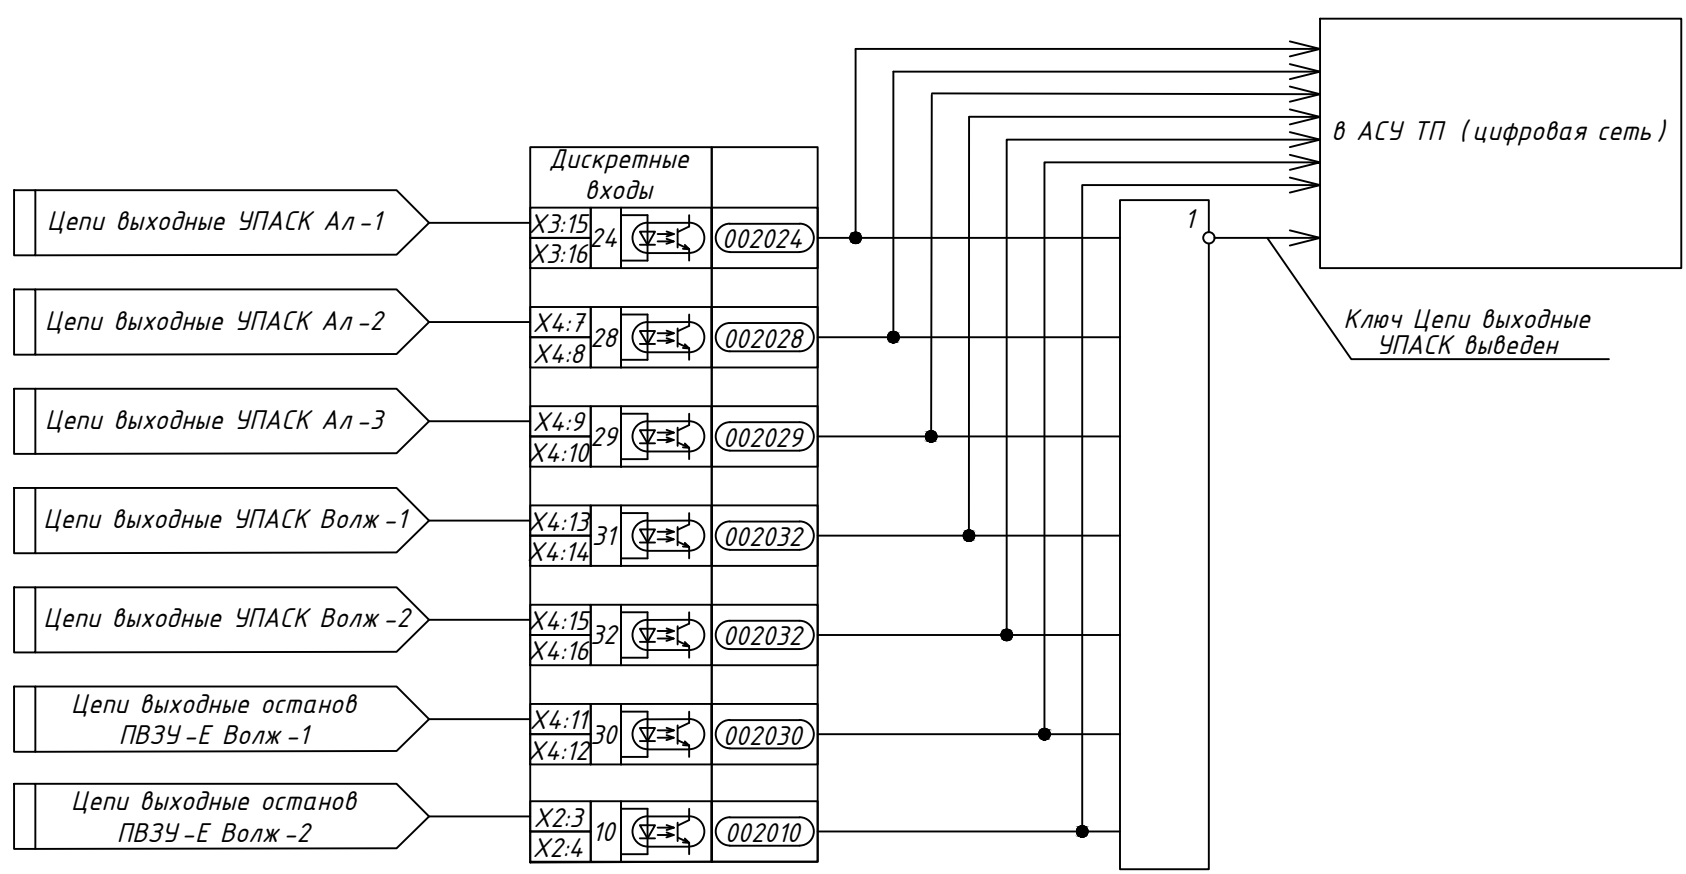 в АСУ ТП (цифровая сеть)
Дискретные
входы
Цепи выходные УПАСК Ал-1
X3:15
X3:16
24
002024
1
Цепи выходные УПАСК Ал-2
X4:7
X4:8
28
002028
Ключ Цепи выходные
УПАСК выведен
Цепи выходные УПАСК Ал-3
X4:9
X4:10
29
002029
Цепи выходные УПАСК Волж-1
X4:13
X4:14
31
002032
Цепи выходные УПАСК Волж-2
X4:15
X4:16
32
002032
Цепи выходные останов
ПВЗУ-Е Волж-1
X4:11
X4:12
30
002030
Цепи выходные останов
ПВЗУ-Е Волж-2
X2:3
X2:4
10
002010